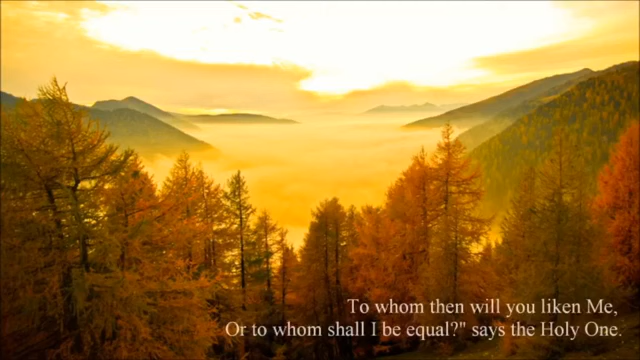 To whom then will you liken Me,
Or to whom shall I be equal?" says the Holy One.